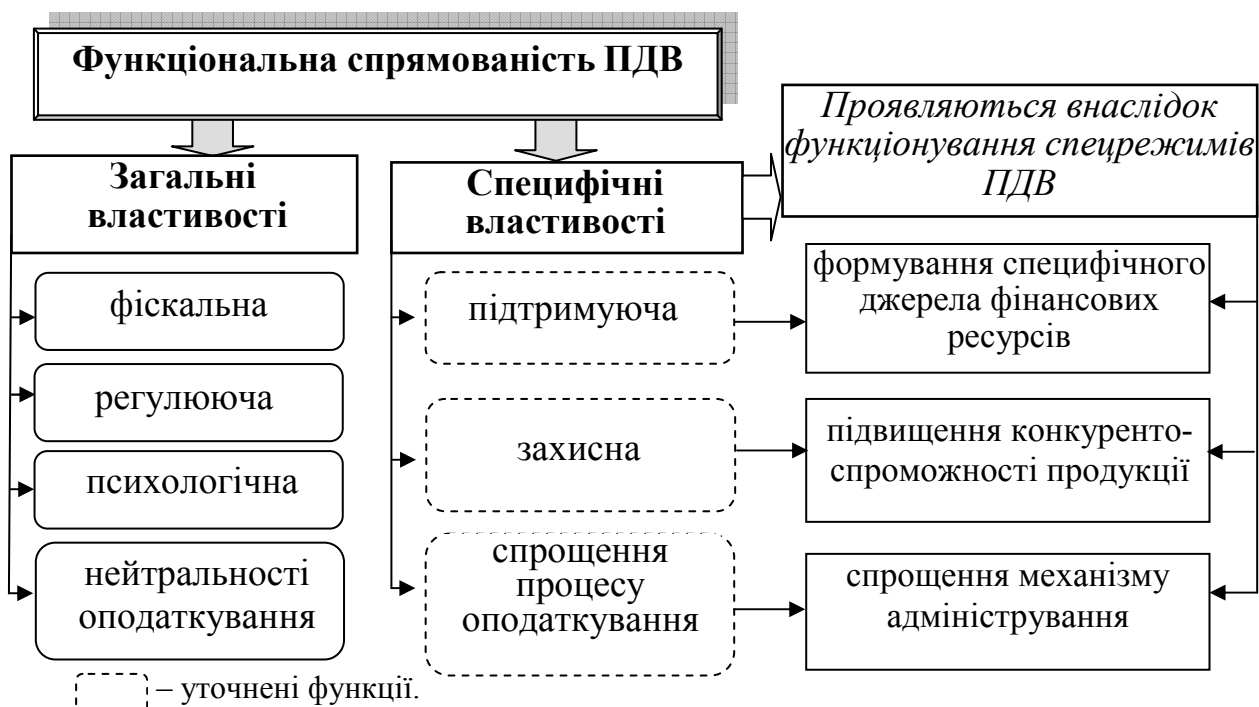 Функціональна спрямованість ПДВ
Проявляються внаслідок
функціонування спецрежимів
ПДВ
Загальні
властивості
Специфічні
властивості
фіскальна
регулююча
психологічна
нейтральності
оподаткування
підтримуюча
захисна
спрощення
процесу
оподаткування
формування специфічного
джерела фінансових
ресурсів
підвищення конкуренто-
спроможності продукції
спрощення механізму
адміністрування
– уточнені функції.